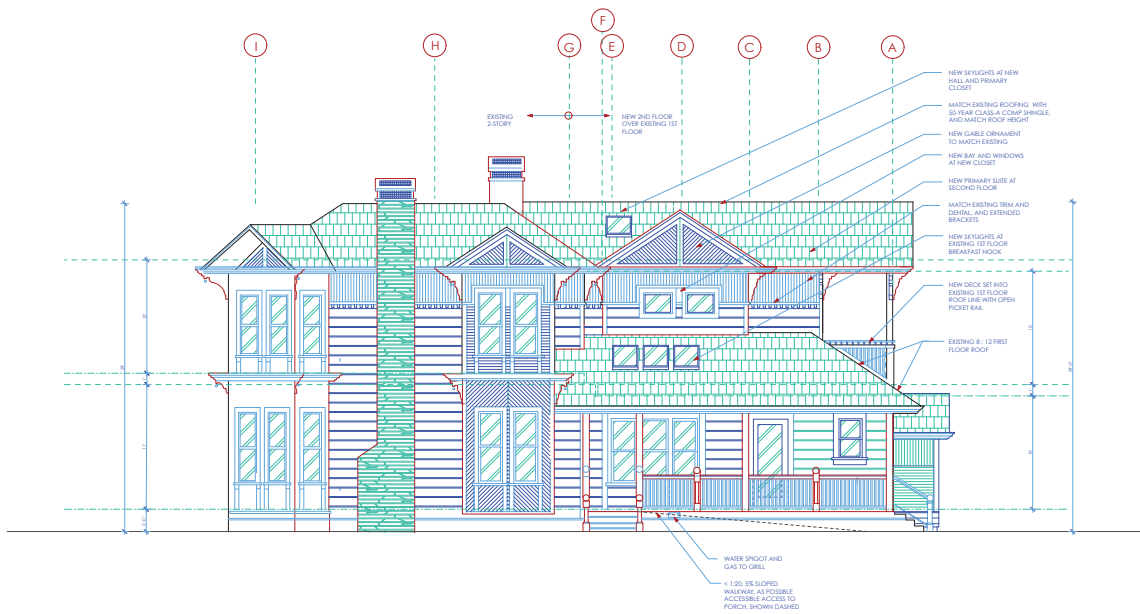 F
I
H
G
E
D
C
B
A
EXISTING
2-STORY
NEW 2ND FLOOR
OVER EXISTING 1ST
FLOOR
NEW SKYLIGHTS AT NEW
HALL AND PRIMARY
CLOSET
MATCH EXISTING ROOFING WITH
50-YEAR CLASS-A COMP SHINGLE,
AND MATCH ROOF HEIGHT
NEW GABLE ORNAMENT
TO MATCH EXISTING
NEW BAY AND WINDOWS
AT NEW CLOSET
NEW PRIMARY SUITE AT
SECOND FLOOR
MATCH EXISTING TRIM AND
DENTAL, AND EXTENDED
BRACKETS
NEW SKYLIGHTS AT
EXISTING 1ST FLOOR
BREAKFAST NOOK
NEW DECK SET INTO
EXISTING 1ST FLOOR
ROOF LINE WITH OPEN
PICKET RAIL
EXISTING 8 : 12 FIRST
FLOOR ROOF
WATER SPIGOT AND
GAS TO GRILL
< 1:20, 5% SLOPED
WALKWAY, AS POSSIBLE
ACCESSIBLE ACCESS TO
PORCH, SHOWN DASHED